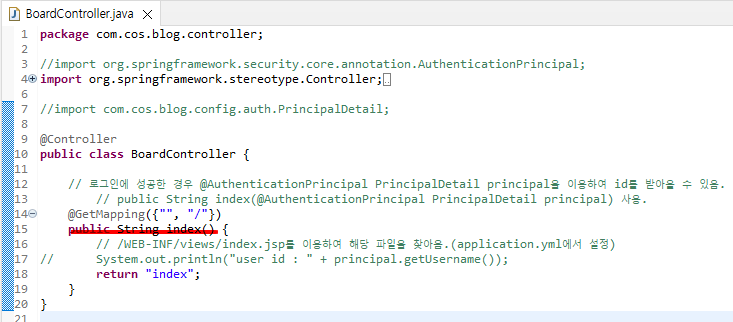 BoardController.java
1 package com.cos.blog.controller;
2
3 //import org.springframework.security.core.annotation.AuthenticationPrincipal;
4 import org.springframework.stereotype.Controller;
6
7 //import com.cos.blog.config.auth.PrincipalDetail;
8
9 @Controller
10 public class BoardController {
11
12 // 로그인에 성공한 경우 @AuthenticationPrincipal PrincipalDetail principal을 이용하여 id를 받아올 수 있음.
13 // public String index(@AuthenticationPrincipal PrincipalDetail principal) 사용.
14 @GetMapping({"", "/"})
15 public String index() {
16 // /WEB-INF/views/index.jsp를 이용하여 해당 파일을 찾아옴.(application.yml에서 설정)
17 // System.out.println("user id : " + principal.getUsername());
18 return "index";
19 }
20 }
21